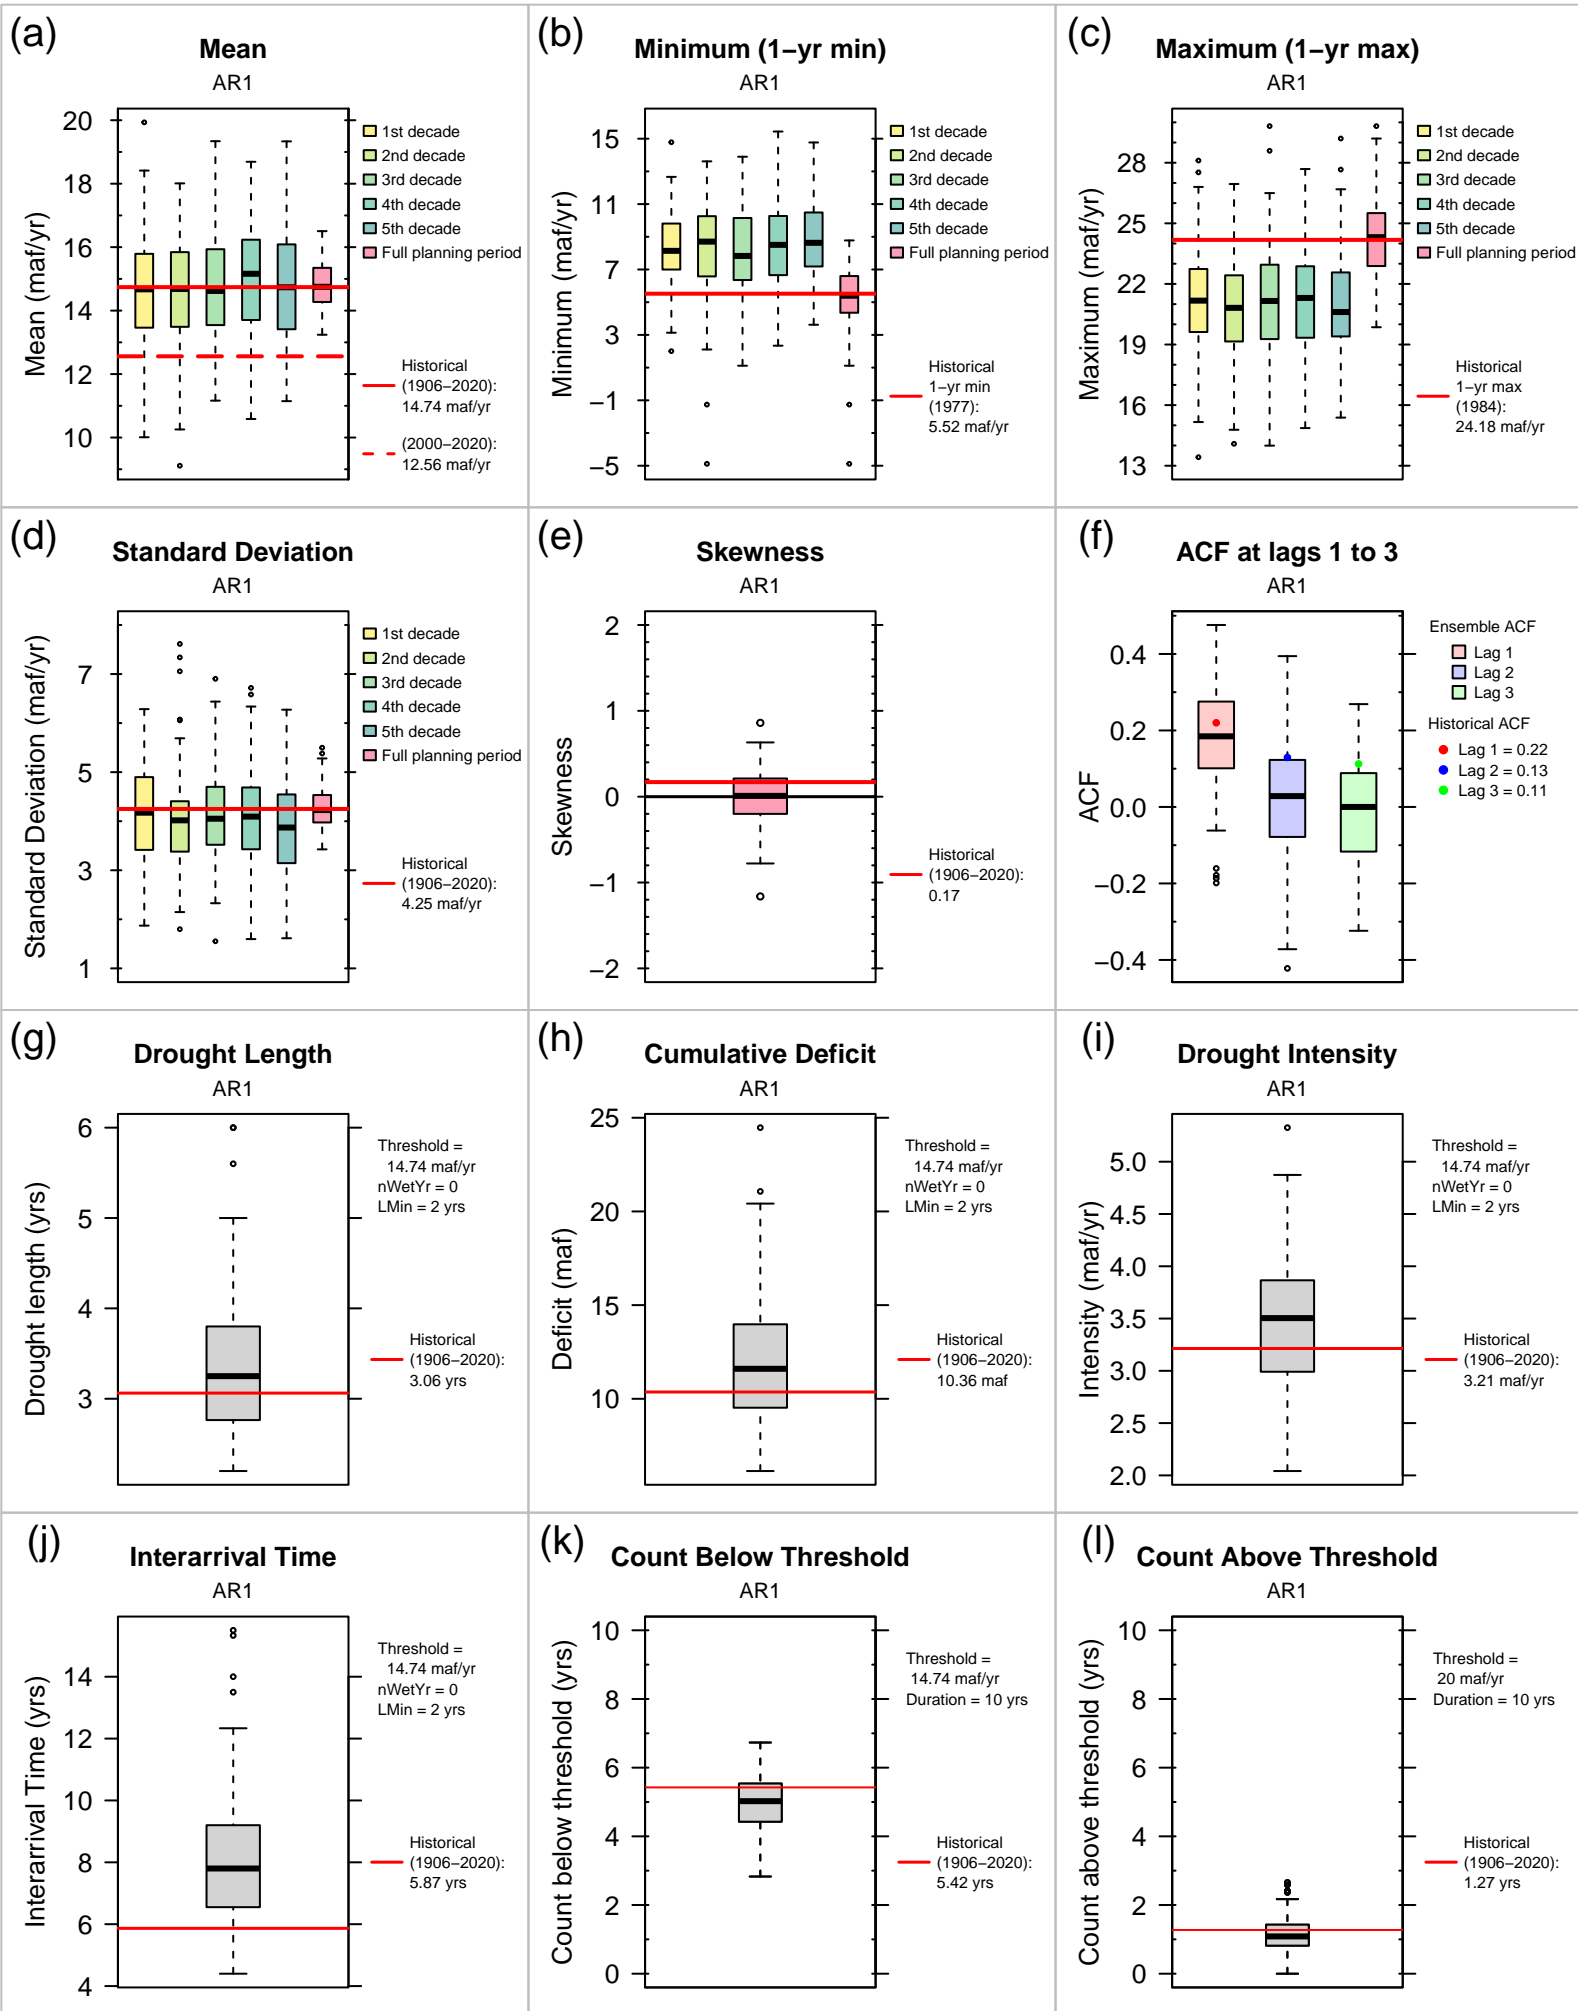 (a)
Mean
AR1
Mean (maf/yr)
20
18
16
14
12
10
1st decade
2nd decade
3rd decade
4th decade
5th decade
Full planning period
Historical
(1906−2020):
14.74 maf/yr
(2000−2020):
12.56 maf/yr
(b)
Minimum (1−yr min)
AR1
Minimum (maf/yr)
15
11
7
3
−1
−5
1st decade
2nd decade
3rd decade
4th decade
5th decade
Full planning period
Historical
1−yr min
(1977):
5.52 maf/yr
(c)
Maximum (1−yr max)
AR1
Maximum (maf/yr)
28
25
22
19
16
13
1st decade
2nd decade
3rd decade
4th decade
5th decade
Full planning period
Historical
1−yr max
(1984):
24.18 maf/yr
(d)
Standard Deviation
AR1
Standard Deviation (maf/yr)
7
5
3
1
1st decade
2nd decade
3rd decade
4th decade
5th decade
Full planning period
Historical
(1906−2020):
4.25 maf/yr
(e)
Skewness
AR1
Skewness
2
1
0
−1
−2
Historical
(1906−2020):
0.17
(f)
ACF at lags 1 to 3
AR1
ACF
0.4
0.2
0.0
−0.2
−0.4
Ensemble ACF
Lag 1
Lag 2
Lag 3
Historical ACF
Lag 1 = 0.22
Lag 2 = 0.13
Lag 3 = 0.11
(g)
Drought Length
AR1
Drought length (yrs)
6
5
4
3
Threshold =
14.74 maf/yr
nWetYr = 0
LMin = 2 yrs
Historical
(1906−2020):
3.06 yrs
(h)
Cumulative Deficit
AR1
Deficit (maf)
25
20
15
10
Threshold =
14.74 maf/yr
nWetYr = 0
LMin = 2 yrs
Historical
(1906−2020):
10.36 maf
(i)
Drought Intensity
AR1
Intensity (maf/yr)
5.0
4.5
4.0
3.5
3.0
2.5
2.0
Threshold =
14.74 maf/yr
nWetYr = 0
LMin = 2 yrs
Historical
(1906−2020):
3.21 maf/yr
(j)
Interarrival Time
AR1
Interarrival Time (yrs)
14
12
10
8
6
4
Threshold =
14.74 maf/yr
nWetYr = 0
LMin = 2 yrs
Historical
(1906−2020):
5.87 yrs
(k)
Count Below Threshold
AR1
Count below threshold (yrs)
10
8
6
4
2
0
Threshold =
14.74 maf/yr
Duration = 10 yrs
Historical
(1906−2020):
5.42 yrs
(l)
Count Above Threshold
AR1
Count above threshold (yrs)
10
8
6
4
2
0
Threshold =
20 maf/yr
Duration = 10 yrs
Historical
(1906−2020):
1.27 yrs